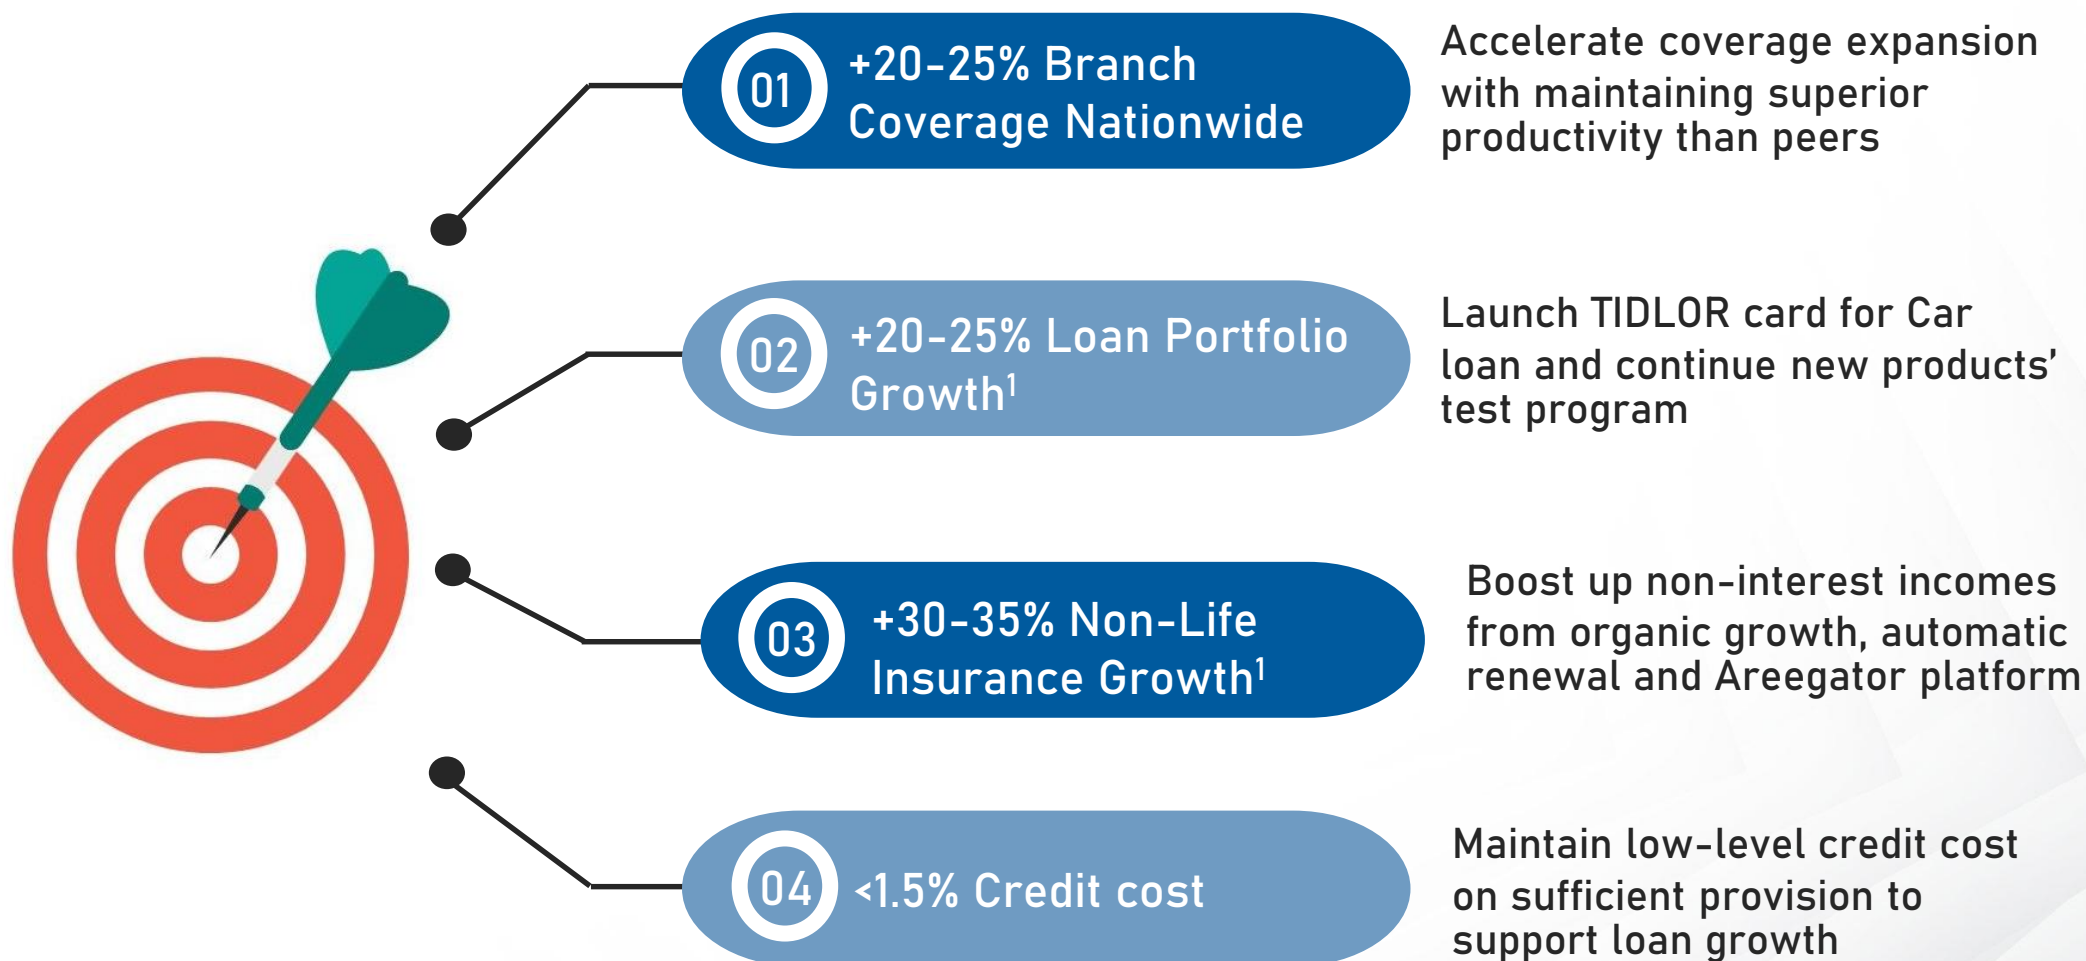 01
+20-25% Branch
Coverage Nationwide
Accelerate coverage expansion
with maintaining superior
productivity than peers
02
+20-25% Loan Portfolio
Growth¹
Launch TIDLOR card for Car
loan and continue new products’
test program
03
+30-35% Non-Life
Insurance Growth¹
Boost up non-interest incomes
from organic growth, automatic
renewal and Areegator platform
04
<1.5% Credit cost
Maintain low-level credit cost
on sufficient provision to
support loan growth